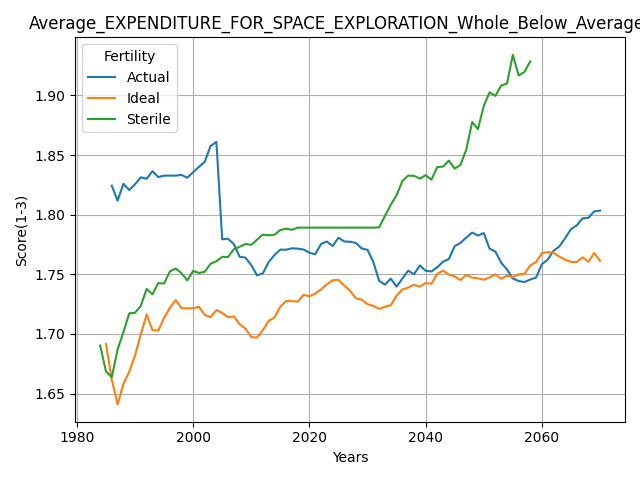 Average_EXPENDITURE_FOR_SPACE_EXPLORATION_Whole_Below_Average
Fertility
Actual
Ideal
Sterile
Score(1-3)
1.90
1.85
1.80
1.75
1.70
1.65
1980 2000 2020 2040 2060
Years